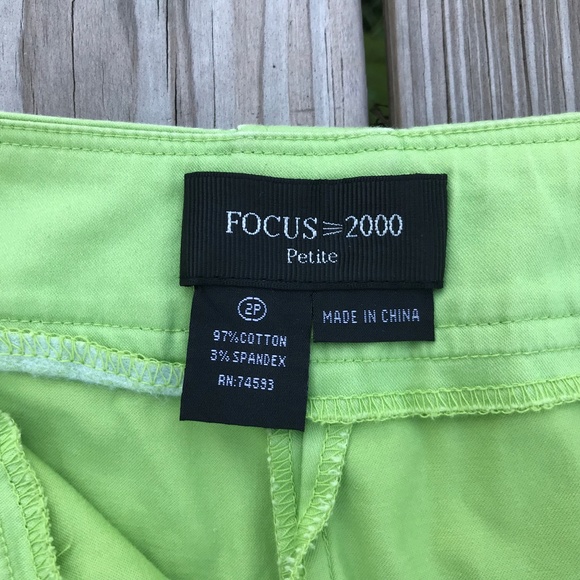 FOCUS 2000
Petite
2P
97% COTTON
3% SPANDEX
RN:74593
MADE IN CHINA